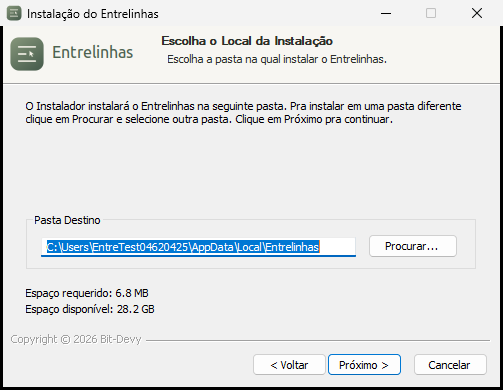 Instalação do Entrelinhas
Entrelinhas
Escolha o Local da Instalação
Escolha a pasta na qual instalar o Entrelinhas.
O Instalador instalará o Entrelinhas na seguinte pasta. Pra instalar em uma pasta diferente
clique em Procurar e selecione outra pasta. Clique em Próximo pra continuar.
Pasta Destino
C:\Users\EntreTest04620425\AppData\Local\Entrelinhas
Procurar...
Espaço requerido: 6.8 MB
Espaço disponível: 28.2 GB
Copyright © 2026 Bit-Devy
< Voltar
Próximo >
Cancelar